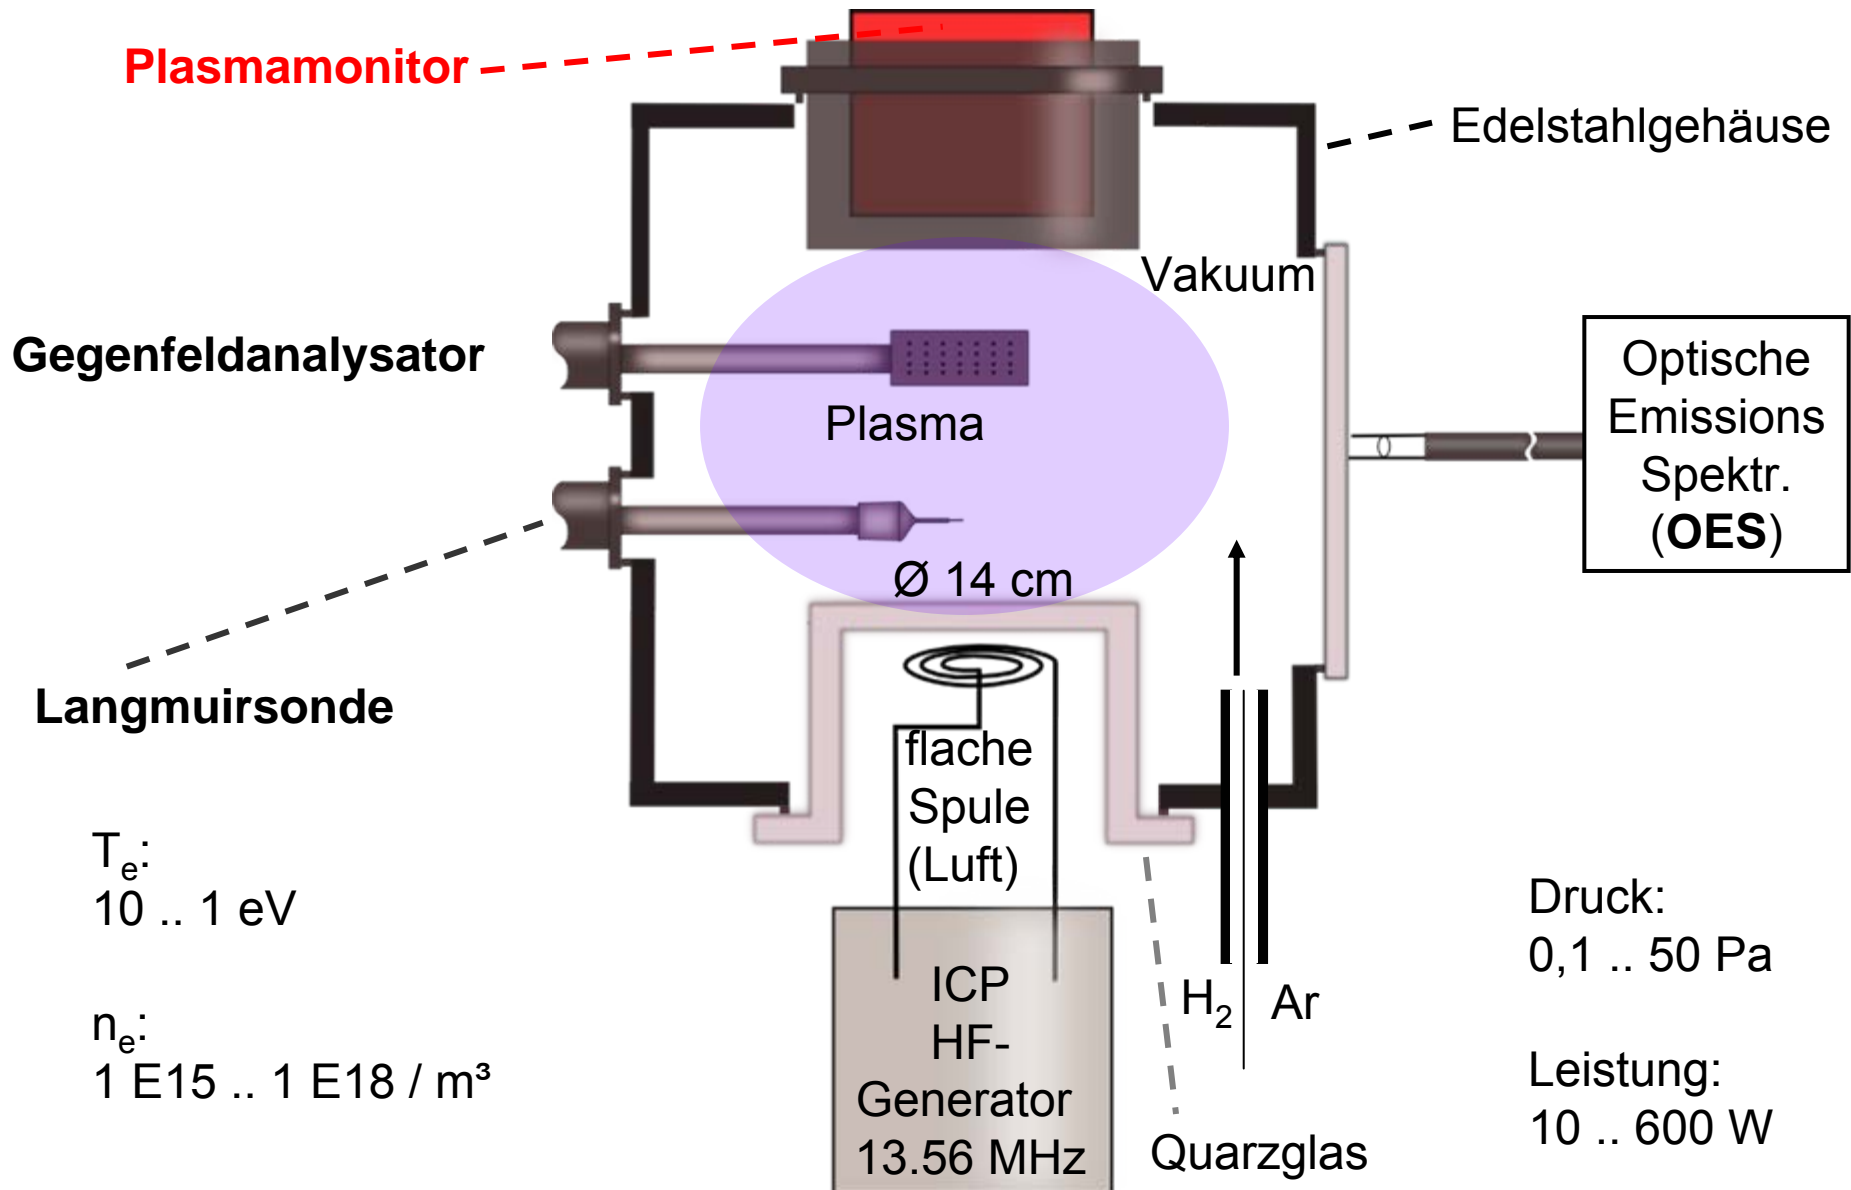 Plasmamonitor
Edelstahlgehäuse
Vakuum
Gegenfeldanalysator
Optische
Emissions
Spektr.
(OES)
Plasma
Ø 14 cm
Langmuirsonde
flache
Spule
(Luft)
Tₑ:
10 .. 1 eV
nₑ:
1 E15 .. 1 E18 / m³
ICP
HF-
Generator
13.56 MHz
H₂ Ar
Quarzglas
Druck:
0,1 .. 50 Pa
Leistung:
10 .. 600 W